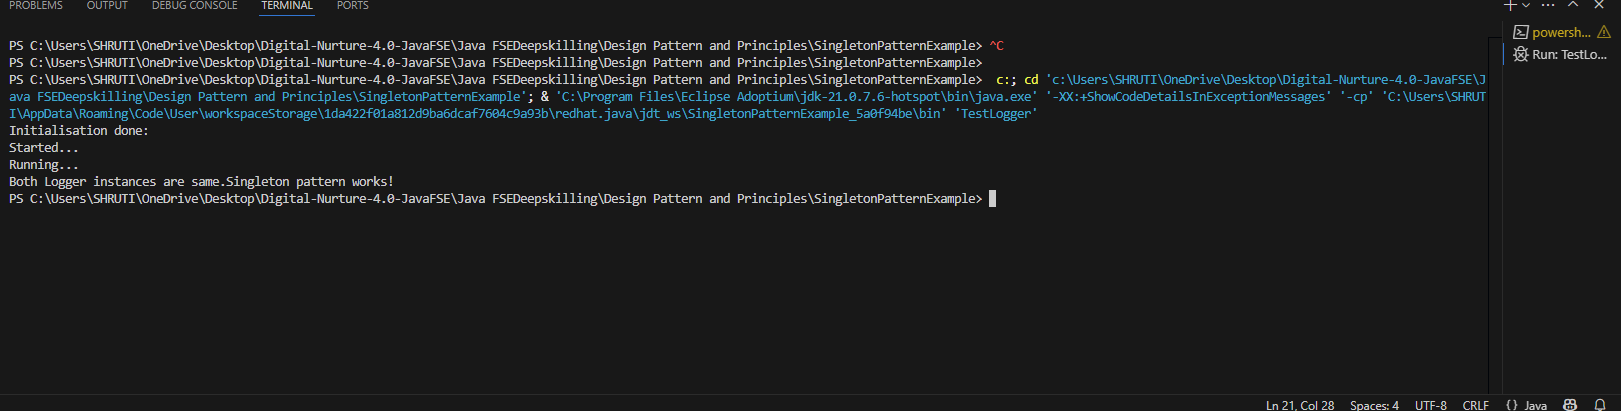 PROBLEMS OUTPUT DEBUG CONSOLE TERMINAL PORTS
PS C:\Users\SHRUTI\OneDrive\Desktop\Digital-Nurture-4.0-JavaFSE\Java FSEDeepskilling\Design Pattern and Principles\SingletonPatternExample> ^C
PS C:\Users\SHRUTI\OneDrive\Desktop\Digital-Nurture-4.0-JavaFSE\Java FSEDeepskilling\Design Pattern and Principles\SingletonPatternExample>
PS C:\Users\SHRUTI\OneDrive\Desktop\Digital-Nurture-4.0-JavaFSE\Java FSEDeepskilling\Design Pattern and Principles\SingletonPatternExample>  c:; cd 'c:\Users\SHRUTI\OneDrive\Desktop\Digital-Nurture-4.0-JavaFSE\J
ava FSEDeepskilling\Design Pattern and Principles\SingletonPatternExample'; & 'C:\Program Files\Eclipse Adoptium\jdk-21.0.7.6-hotspot\bin\java.exe' '-XX:+ShowCodeDetailsInExceptionMessages' '-cp' 'C:\Users\SHRUT
I\AppData\Roaming\Code\User\workspaceStorage\1da422f01a812d9ba6dcaf7604c9a93b\redhat.java\jdt_ws\SingletonPatternExample_5a0f94be\bin' 'TestLogger'
Initialisation done:
Started...
Running...
Both Logger instances are same.Singleton pattern works!
PS C:\Users\SHRUTI\OneDrive\Desktop\Digital-Nurture-4.0-JavaFSE\Java FSEDeepskilling\Design Pattern and Principles\SingletonPatternExample>
powersh...
Run: TestLo...
Ln 21, Col 28 Spaces: 4 UTF-8 CRLF {} Java